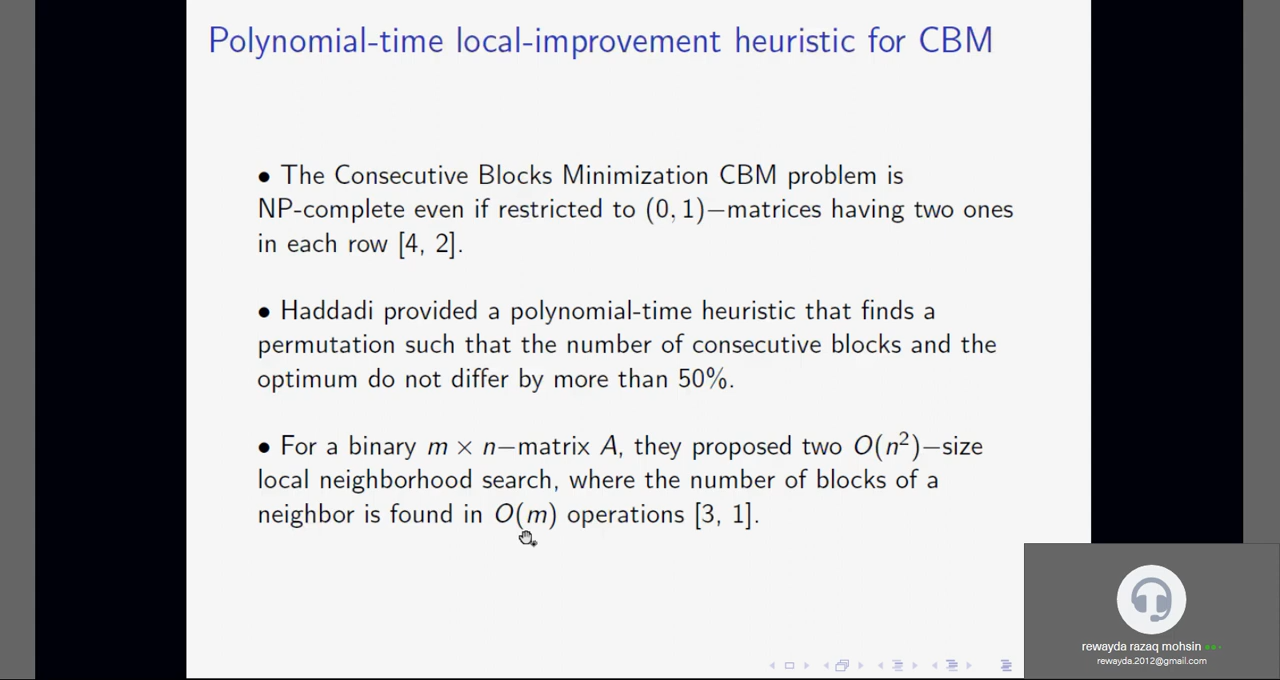 Polynomial-time local-improvement heuristic for CBM
• The Consecutive Blocks Minimization CBM problem is
NP-complete even if restricted to (0, 1)−matrices having two ones
in each row [4, 2].
• Haddadi provided a polynomial-time heuristic that finds a
permutation such that the number of consecutive blocks and the
optimum do not differ by more than 50%.
• For a binary m × n−matrix A, they proposed two O(n²)−size
local neighborhood search, where the number of blocks of a
neighbor is found in O(m) operations [3, 1].
rewayda razaq mohsin
rewayda.2012@gmail.com